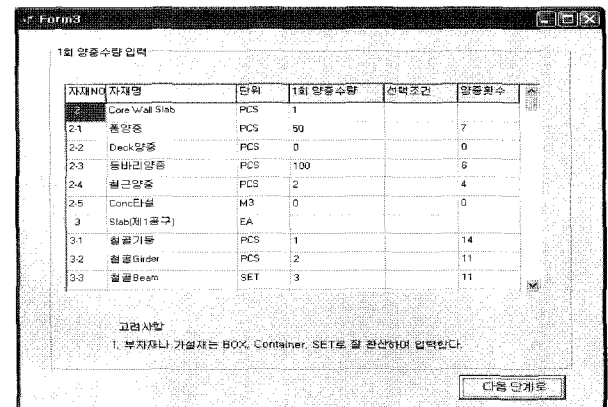 Form3
1회 양중수량 입력
자재NO 자재명 단위 1회 양중수량 선택조건 양중횟수
2 Core Wall Slab PCS 1
2-1 폼양중 PCS 50 7
2-2 Deck양중 PCS 0 0
2-3 동바리양중 PCS 100 6
2-4 철근양중 PCS 2 4
2-5 Conc타설 M3 0 0
3 Slab(제1공구) EA
3-1 철골기둥 PCS 1 14
3-2 철골Girder PCS 2 11
3-3 철골Beam SET 3 11
고려사항
1. 부자재나 가설재는 BOX, Container, SET로 잘 환산하여 입력한다.
다음 단계로